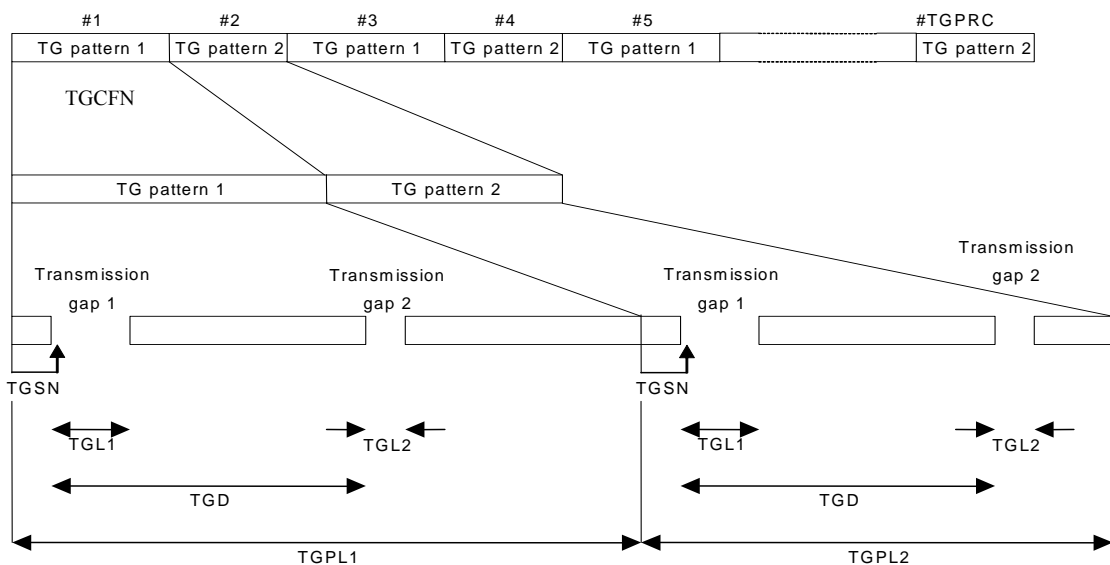 #1 #2 #3 #4 #5 #TGPRC
TG pattern 1 TG pattern 2 TG pattern 1 TG pattern 2 TG pattern 1 TG pattern 2
TGCFN
TG pattern 1 TG pattern 2
Transmission
gap 1
Transmission
gap 2
Transmission
gap 1
Transmission
gap 2
TGSN TGSN
TGL1 TGL2 TGL1 TGL2
TGD TGD
TGPL1 TGPL2